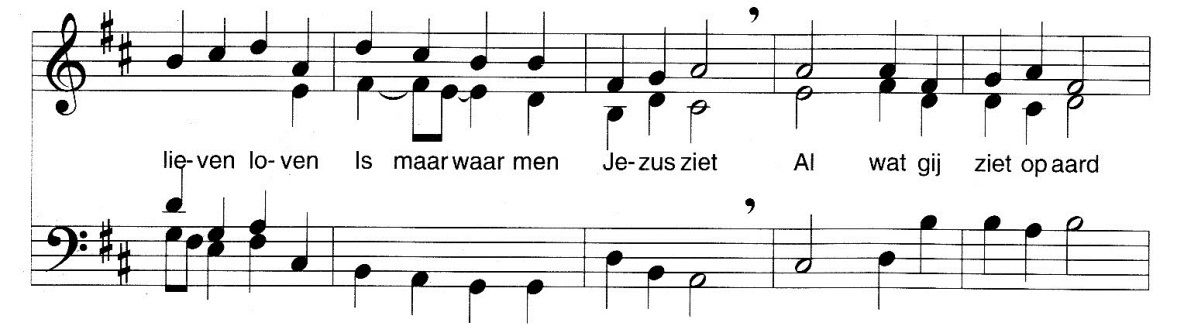 lie-ven lo-ven Is maar waar men Je-zus ziet Al wat gij ziet op aard